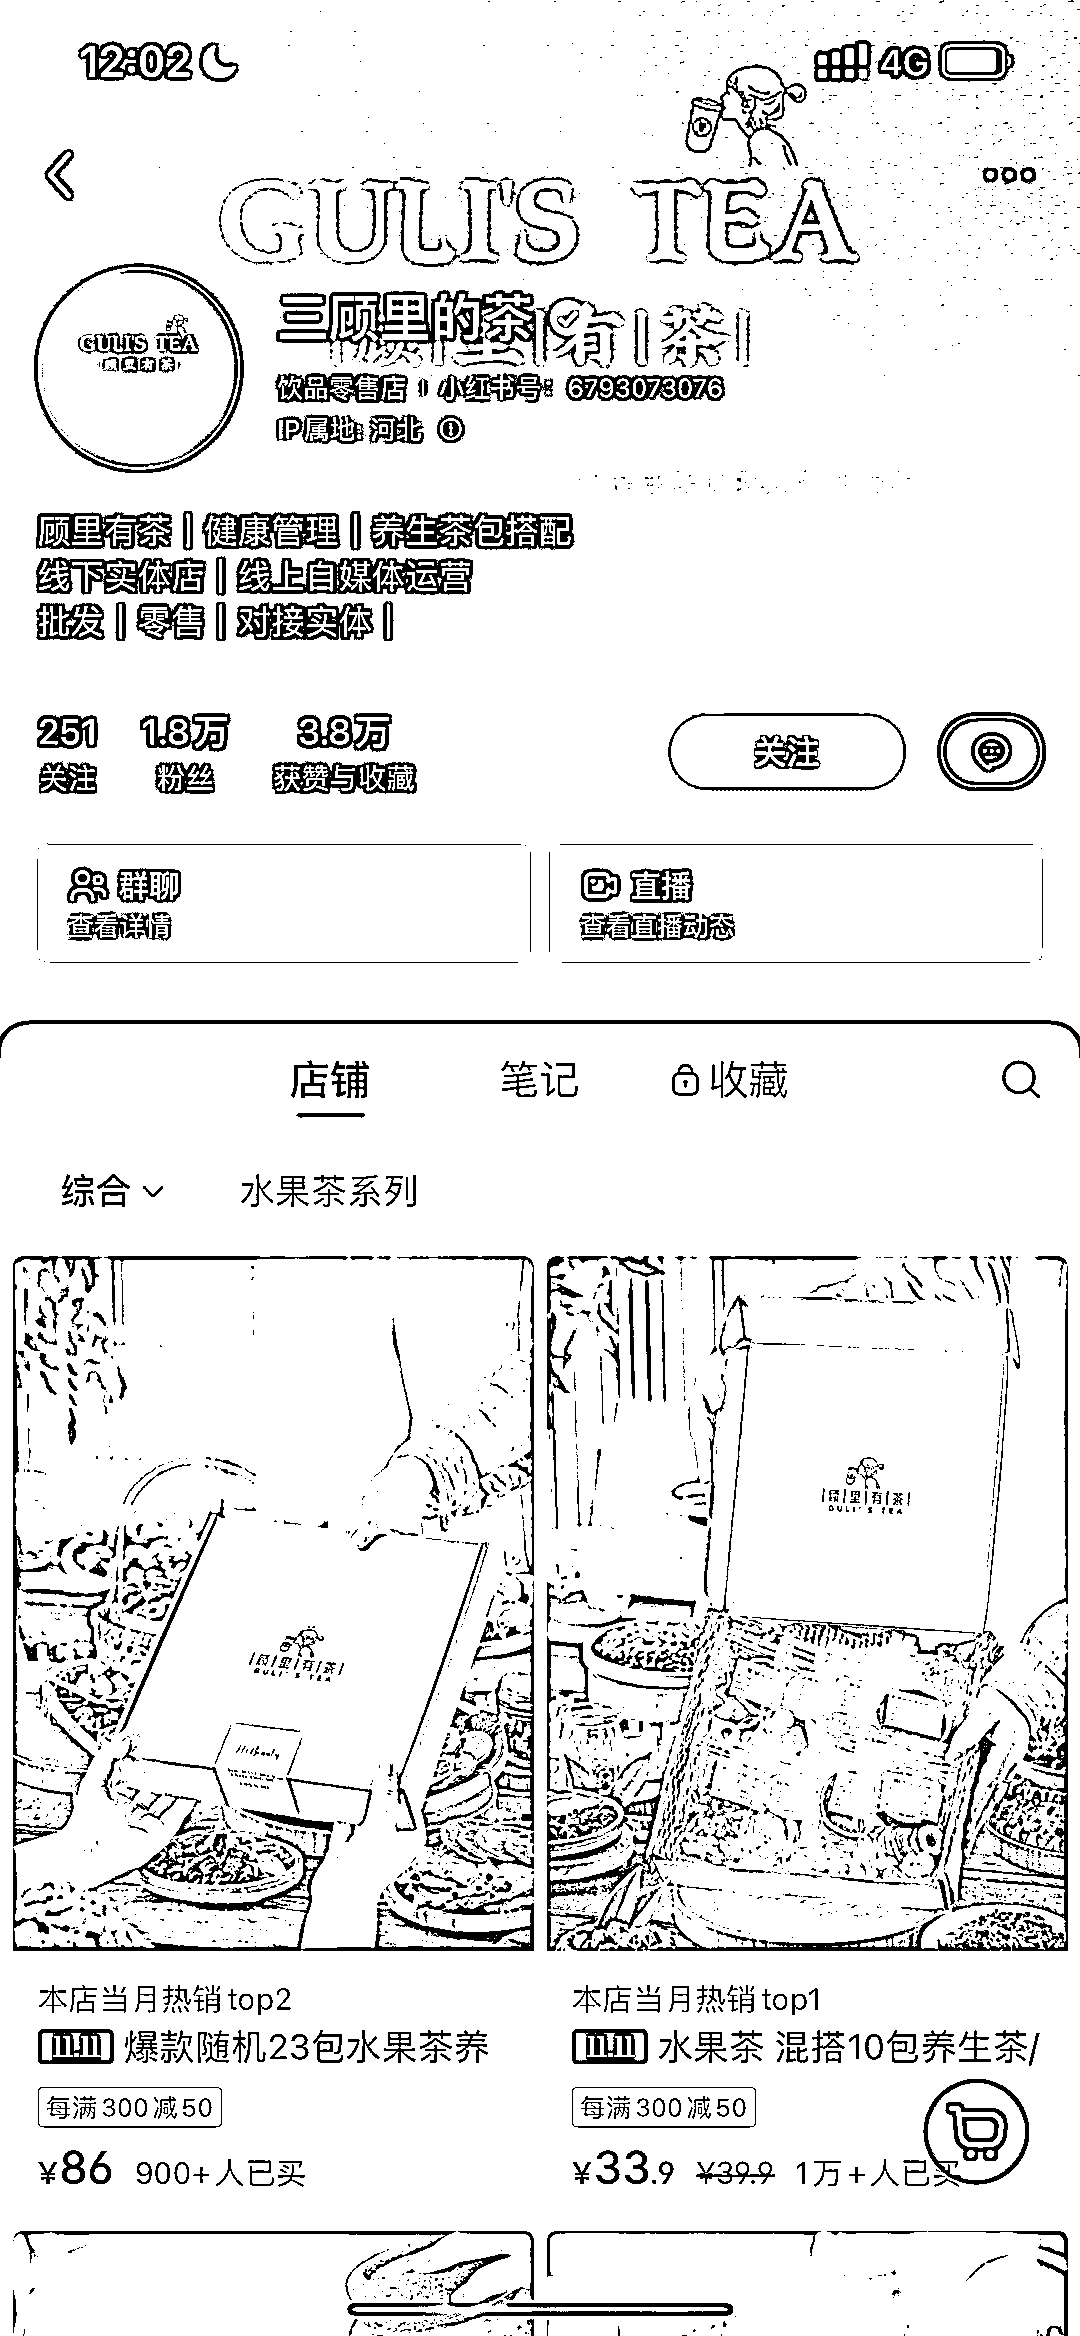 12:02
4G
GULI'S TEA
三顾里的茶
有|茶|
GULI'S TEA
顾里有茶
饮品零售店
小红书号: 6793073076
IP属地: 河北
顾里有茶 | 健康管理 | 养生茶包搭配
线下实体店 | 线上自媒体运营
批发 | 零售 | 对接实体 |
251 1.8万 3.8万
关注 粉丝 获赞与收藏
关注
群聊
查看详情
直播
查看直播动态
店铺 笔记 收藏
综合 水果茶系列
|顾|里|有|茶|
GULI'S TEA
|顾|里|有|茶|
GULI'S TEA
本店当月热销top2
爆款随机23包水果茶养
每满300减50
¥86 900+人已买
本店当月热销top1
水果茶 混搭10包养生茶/
每满300减50
¥33.9 ¥39.9 1万+人已买